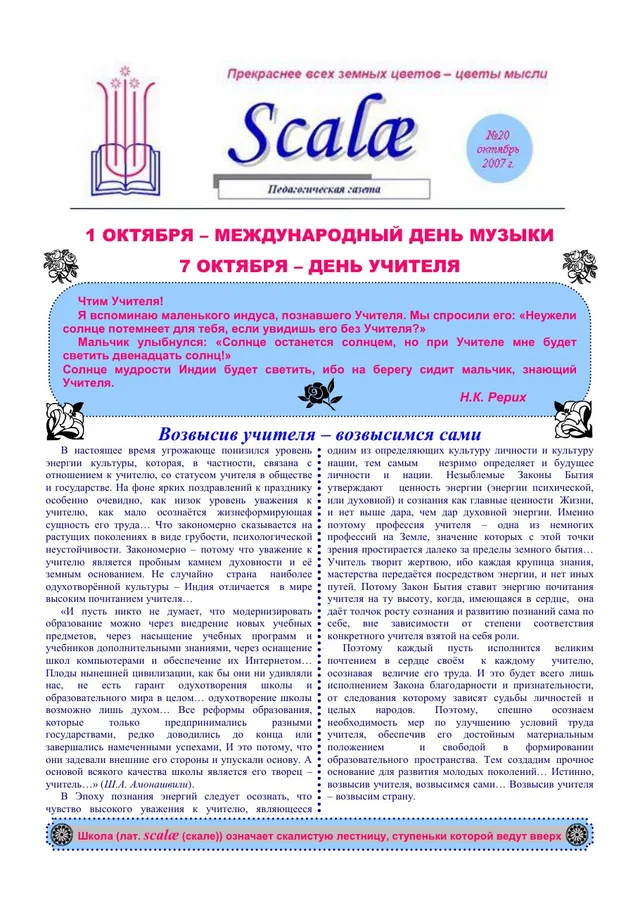 Прекраснее всех земных цветов – цветы мысли
Scalæ
№20
октябрь
2007 г.
Педагогическая газета
1 ОКТЯБРЯ – МЕЖДУНАРОДНЫЙ ДЕНЬ МУЗЫКИ
7 ОКТЯБРЯ – ДЕНЬ УЧИТЕЛЯ
Чтим Учителя!
Я вспоминаю маленького индуса, познавшего Учителя. Мы спросили его: «Неужели
солнце потемнеет для тебя, если увидишь его без Учителя?»
Мальчик улыбнулся: «Солнце останется солнцем, но при Учителе мне будет
светить двенадцать солнц!»
Солнце мудрости Индии будет светить, ибо на берегу сидит мальчик, знающий
Учителя.
Н.К. Рерих
Возвысив учителя – возвысимся сами
В настоящее время угрожающе понизился уровень
энергии культуры, которая, в частности, связана с
отношением к учителю, со статусом учителя в обществе
и государстве. На фоне ярких поздравлений к празднику
особенно очевидно, как низок уровень уважения к
учителю, как мало осознаётся жизнеформирующая
сущность его труда… Что закономерно сказывается на
растущих поколениях в виде грубости, психологической
неустойчивости. Закономерно – потому что уважение к
учителю является пробным камнем духовности и её
земным основанием. Не случайно страна наиболее
одухотворённой культуры – Индия отличается в мире
высоким почитанием учителя…
«И пусть никто не думает, что модернизировать
образование можно через внедрение новых учебных
предметов, через насыщение учебных программ и
учебников дополнительными знаниями, через оснащение
школ компьютерами и обеспечение их Интернетом…
Плоды нынешней цивилизации, как бы они ни удивляли
нас, не есть гарант одухотворения школы и
образовательного мира в целом… одухотворение школы
возможно лишь духом… Все реформы образования,
которые только предпринимались разными
государствами, редко доводились до конца или
завершались намеченными успехами, И это потому, что
они задевали внешние его стороны и упускали основу. А
основой всякого качества школы является его творец –
учитель…» (Ш.А. Амонашвили).
В Эпоху познания энергий следует осознать, что
чувство высокого уважения к учителю, являющееся
одним из определяющих культуру личности и культуру
нации, тем самым незримо определяет и будущее
личности и нации. Незыблемые Законы Бытия
утверждают ценность энергии (энергии психической,
или духовной) и сознания как главные ценности Жизни,
и нет выше дара, чем дар духовной энергии. Именно
поэтому профессия учителя – одна из немногих
профессий на Земле, значение которых с этой точки
зрения простирается далеко за пределы земного бытия…
Учитель творит жертвою, ибо каждая крупица знания,
мастерства передаётся посредством энергии, и нет иных
путей. Потому Закон Бытия ставит энергию почитания
учителя на ту высоту, когда, имеющаяся в сердце, она
даёт толчок росту сознания и развитию познаний сама по
себе, вне зависимости от степени соответствия
конкретного учителя взятой на себя роли.
Поэтому каждый пусть исполнится великим
почтением в сердце своём к каждому учителю,
осознавая величие его труда. И это будет всего лишь
исполнением Закона благодарности и признательности,
от следования которому зависят судьбы личностей и
целых народов. Поэтому, спешно осознаем
необходимость мер по улучшению условий труда
учителя, обеспечив его достойным материальным
положением и свободой в формировании
образовательного пространства. Тем создадим прочное
основание для развития молодых поколений… Истинно,
возвысив учителя, возвысимся сами… Возвысив учителя
– возвысим страну.
Школа (лат. scalæ (скале)) означает скалистую лестницу, ступеньки которой ведут вверх